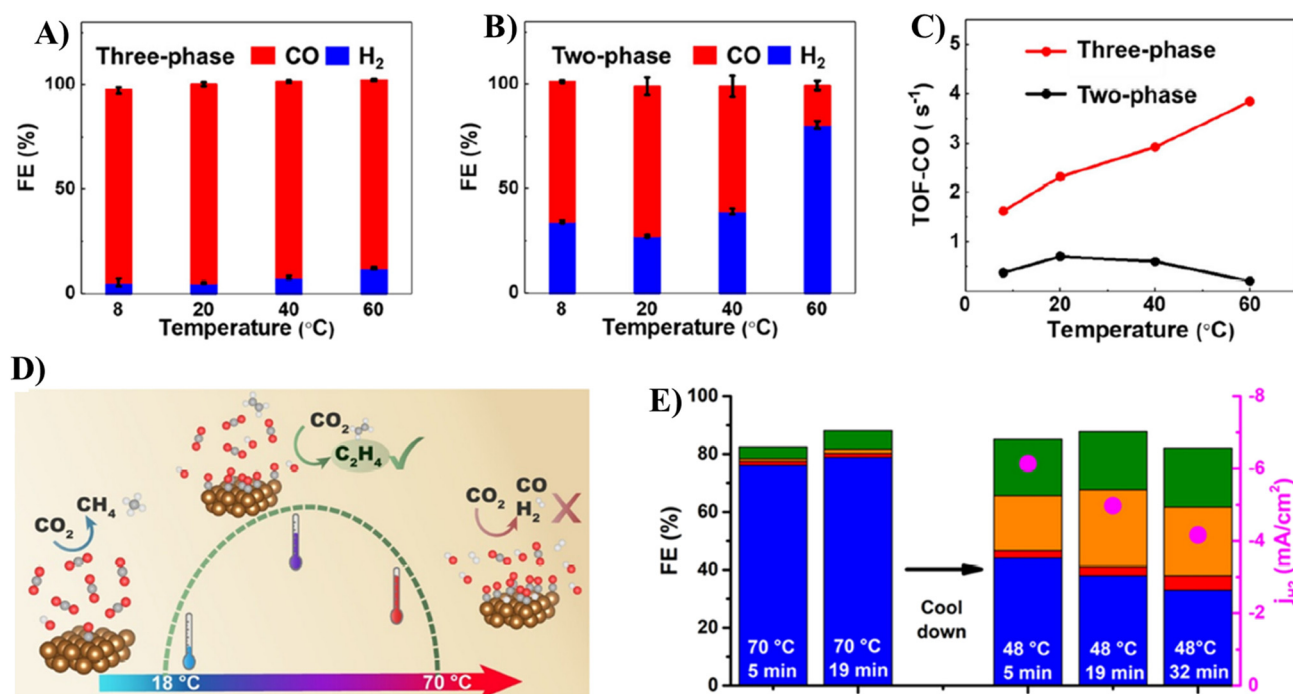 A)
Three-phase CO H₂
FE (%)
100
50
0
8 20 40 60
Temperature (°C)
B)
Two-phase CO H₂
FE (%)
100
50
0
8 20 40 60
Temperature (°C)
C)
Three-phase
Two-phase
TOF-CO ( s⁻¹)
5
4
3
2
1
0 20 40 60
Temperature (°C)
D)
CO₂
CH₄
CO₂
C₂H₄
CO₂
CO
H₂
18 °C
70 °C
E)
FE (%)
100
80
60
40
20
0
70 °C
5 min
70 °C
19 min
Cool
down
48 °C
5 min
48 °C
19 min
48°C
32 min
-8
-6
-4
-2
0
jH2 (mA/cm²)